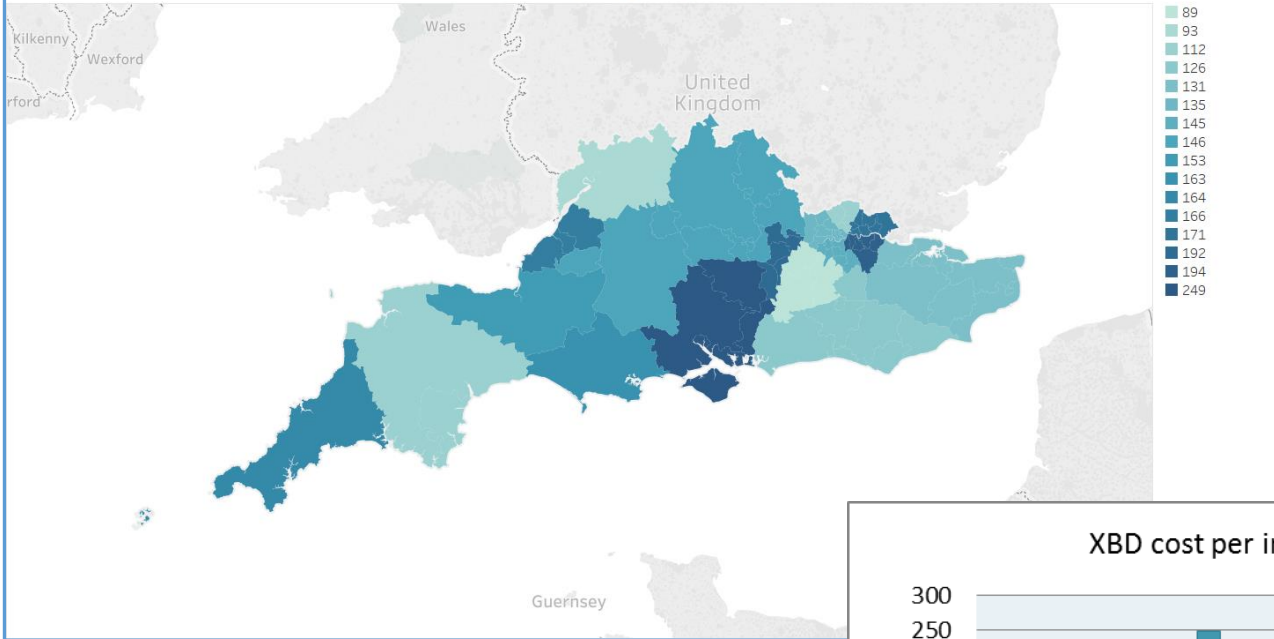 Kilkenny
Wexford
rford
Wales
United
Kingdom
Guernsey
89
93
112
126
131
135
145
146
153
163
164
166
171
192
194
249
XBD cost per i
300
250